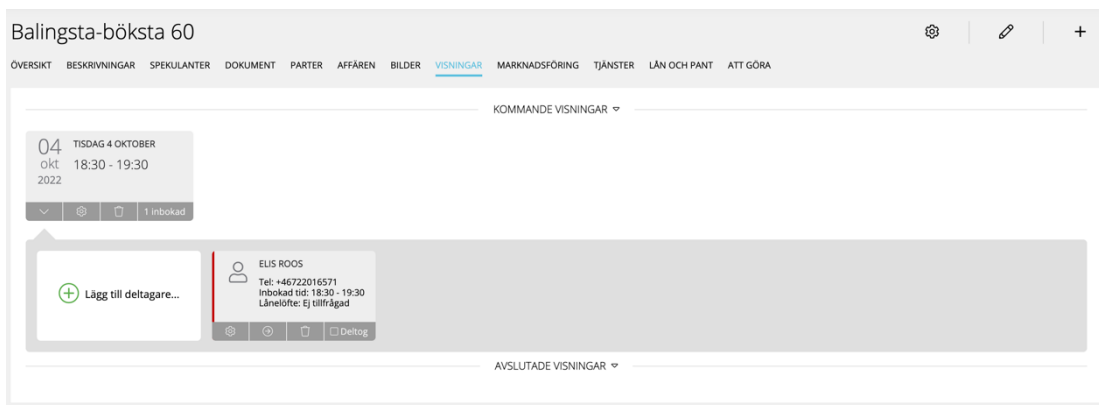 Balingsta-böksta 60
ÖVERSIKT BESKRIVNINGAR SPEKULANTER DOKUMENT PARTER AFFÄREN BILDER VISNINGAR MARKNADSFÖRING TJÄNSTER LÅN OCH PANT ATT GÖRA
KOMMANDE VISNINGAR
04 TISDAG 4 OKTOBER
okt 18:30 - 19:30
2022
1 inbokad
Lägg till deltagare...
ELIS ROOS
Tel: +46722016571
Inbokad tid: 18:30 - 19:30
Lånelöfte: Ej tillfrågad
Deltog
AVSLUTADE VISNINGAR